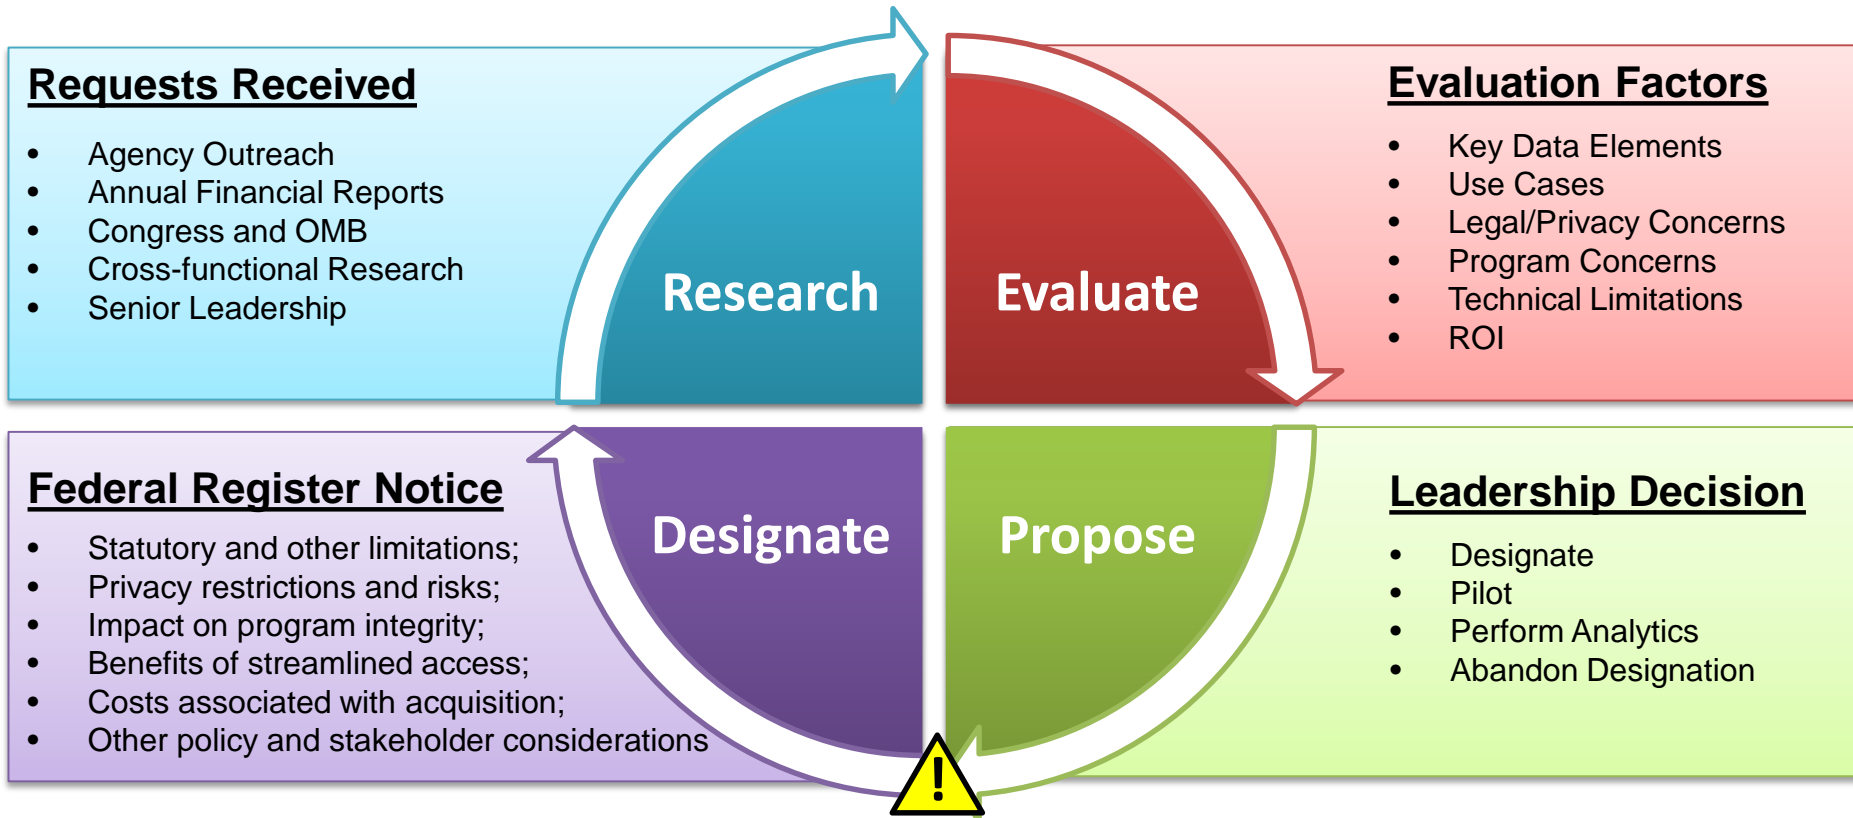 Requests Received
• Agency Outreach
• Annual Financial Reports
• Congress and OMB
• Cross-functional Research
• Senior Leadership
Research
Evaluate
Evaluation Factors
• Key Data Elements
• Use Cases
• Legal/Privacy Concerns
• Program Concerns
• Technical Limitations
• ROI
Federal Register Notice
• Statutory and other limitations;
• Privacy restrictions and risks;
• Impact on program integrity;
• Benefits of streamlined access;
• Costs associated with acquisition;
• Other policy and stakeholder considerations
Designate
Propose
Leadership Decision
• Designate
• Pilot
• Perform Analytics
• Abandon Designation
!